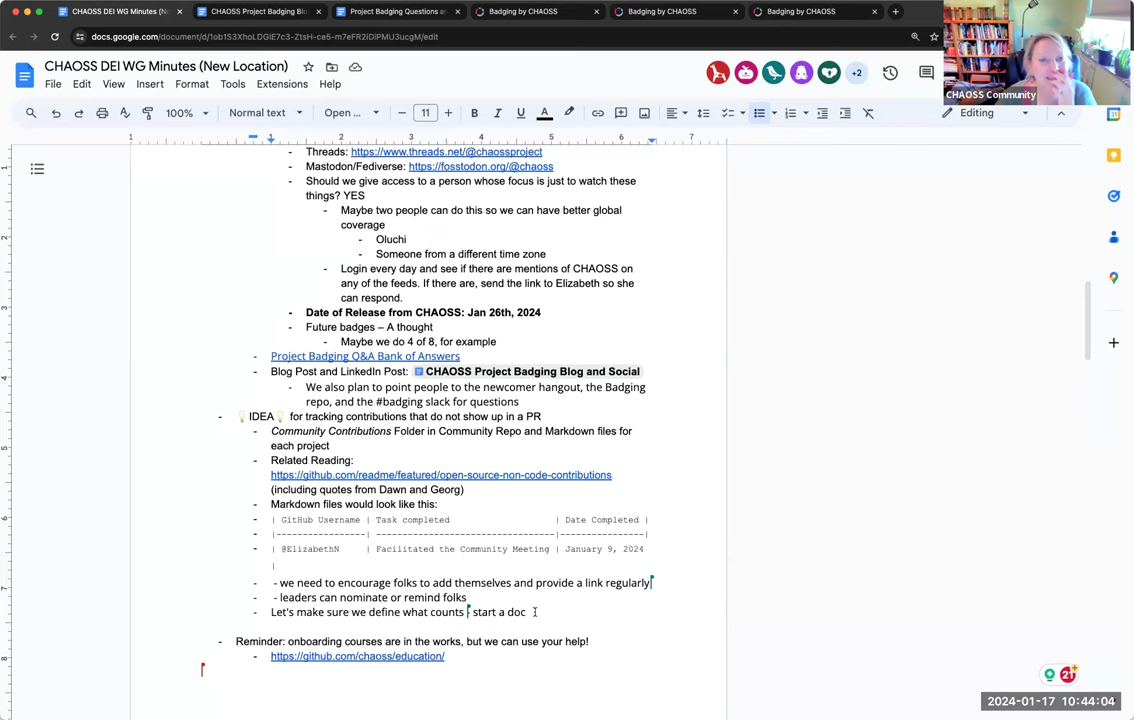 CHAOSS DEI WG Minutes (Ne
CHAOSS Project Badging Blo
Project Badging Questions an
Badging by CHAOSS
Badging by CHAOSS
Badging by CHAOSS
docs.google.com/document/d/1ob1S3XhoLDGlE7c3-ZtsH-ce5-m7eFR2iDlPMU3ucgM/edit
CHAOSS DEI WG Minutes (New Location)
File Edit View Insert Format Tools Extensions Help
+2
CHAOSS Community
100% Normal text Open ... 11 Editing
1 1 2 3 4 5 6 7
Threads: https://www.threads.net/@chaossproject
- Mastodon/Fediverse: https://fosstodon.org/@chaoss
- Should we give access to a person whose focus is just to watch these
things? YES
- Maybe two people can do this so we can have better global
coverage
- Oluchi
- Someone from a different time zone
- Login every day and see if there are mentions of CHAOSS on
any of the feeds. If there are, send the link to Elizabeth so she
can respond.
- Date of Release from CHAOSS: Jan 26th, 2024
- Future badges – A thought
- Maybe we do 4 of 8, for example
- Project Badging Q&A Bank of Answers
- Blog Post and LinkedIn Post: CHAOSS Project Badging Blog and Social
- We also plan to point people to the newcomer hangout, the Badging
repo, and the #badging slack for questions
- 💡IDEA💡 for tracking contributions that do not show up in a PR
- Community Contributions Folder in Community Repo and Markdown files for
each project
- Related Reading:
https://github.com/readme/featured/open-source-non-code-contributions
(including quotes from Dawn and Georg)
- Markdown files would look like this:
- | GitHub Username | Task completed | Date Completed |
- |-----------------| ----------------------------------|----------------|
- | @ElizabethN | Facilitated the Community Meeting | January 9, 2024
|
- - we need to encourage folks to add themselves and provide a link regularly
- - leaders can nominate or remind folks
- Let's make sure we define what counts - start a doc
- Reminder: onboarding courses are in the works, but we can use your help!
- https://github.com/chaoss/education/
21
2024-01-17 10:44:04